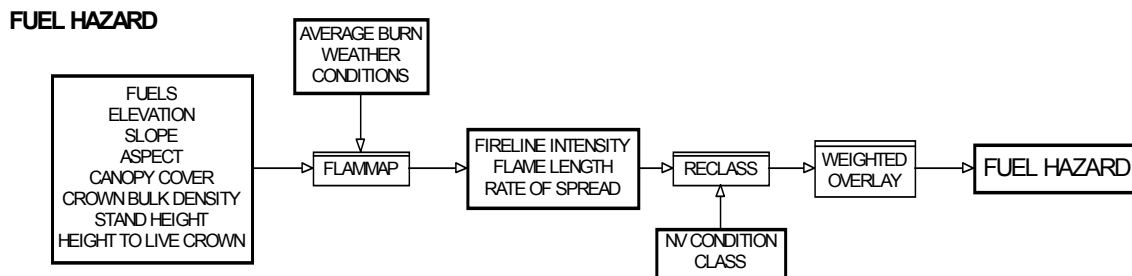 FUEL HAZARD
AVERAGE BURN
WEATHER
CONDITIONS
FUELS
ELEVATION
SLOPE
ASPECT
CANOPY COVER
CROWN BULK DENSITY
STAND HEIGHT
HEIGHT TO LIVE CROWN
FLAMMAP
FIRELINE INTENSITY
FLAME LENGTH
RATE OF SPREAD
RECLASS
NV CONDITION
CLASS
WEIGHTED
OVERLAY
FUEL HAZARD